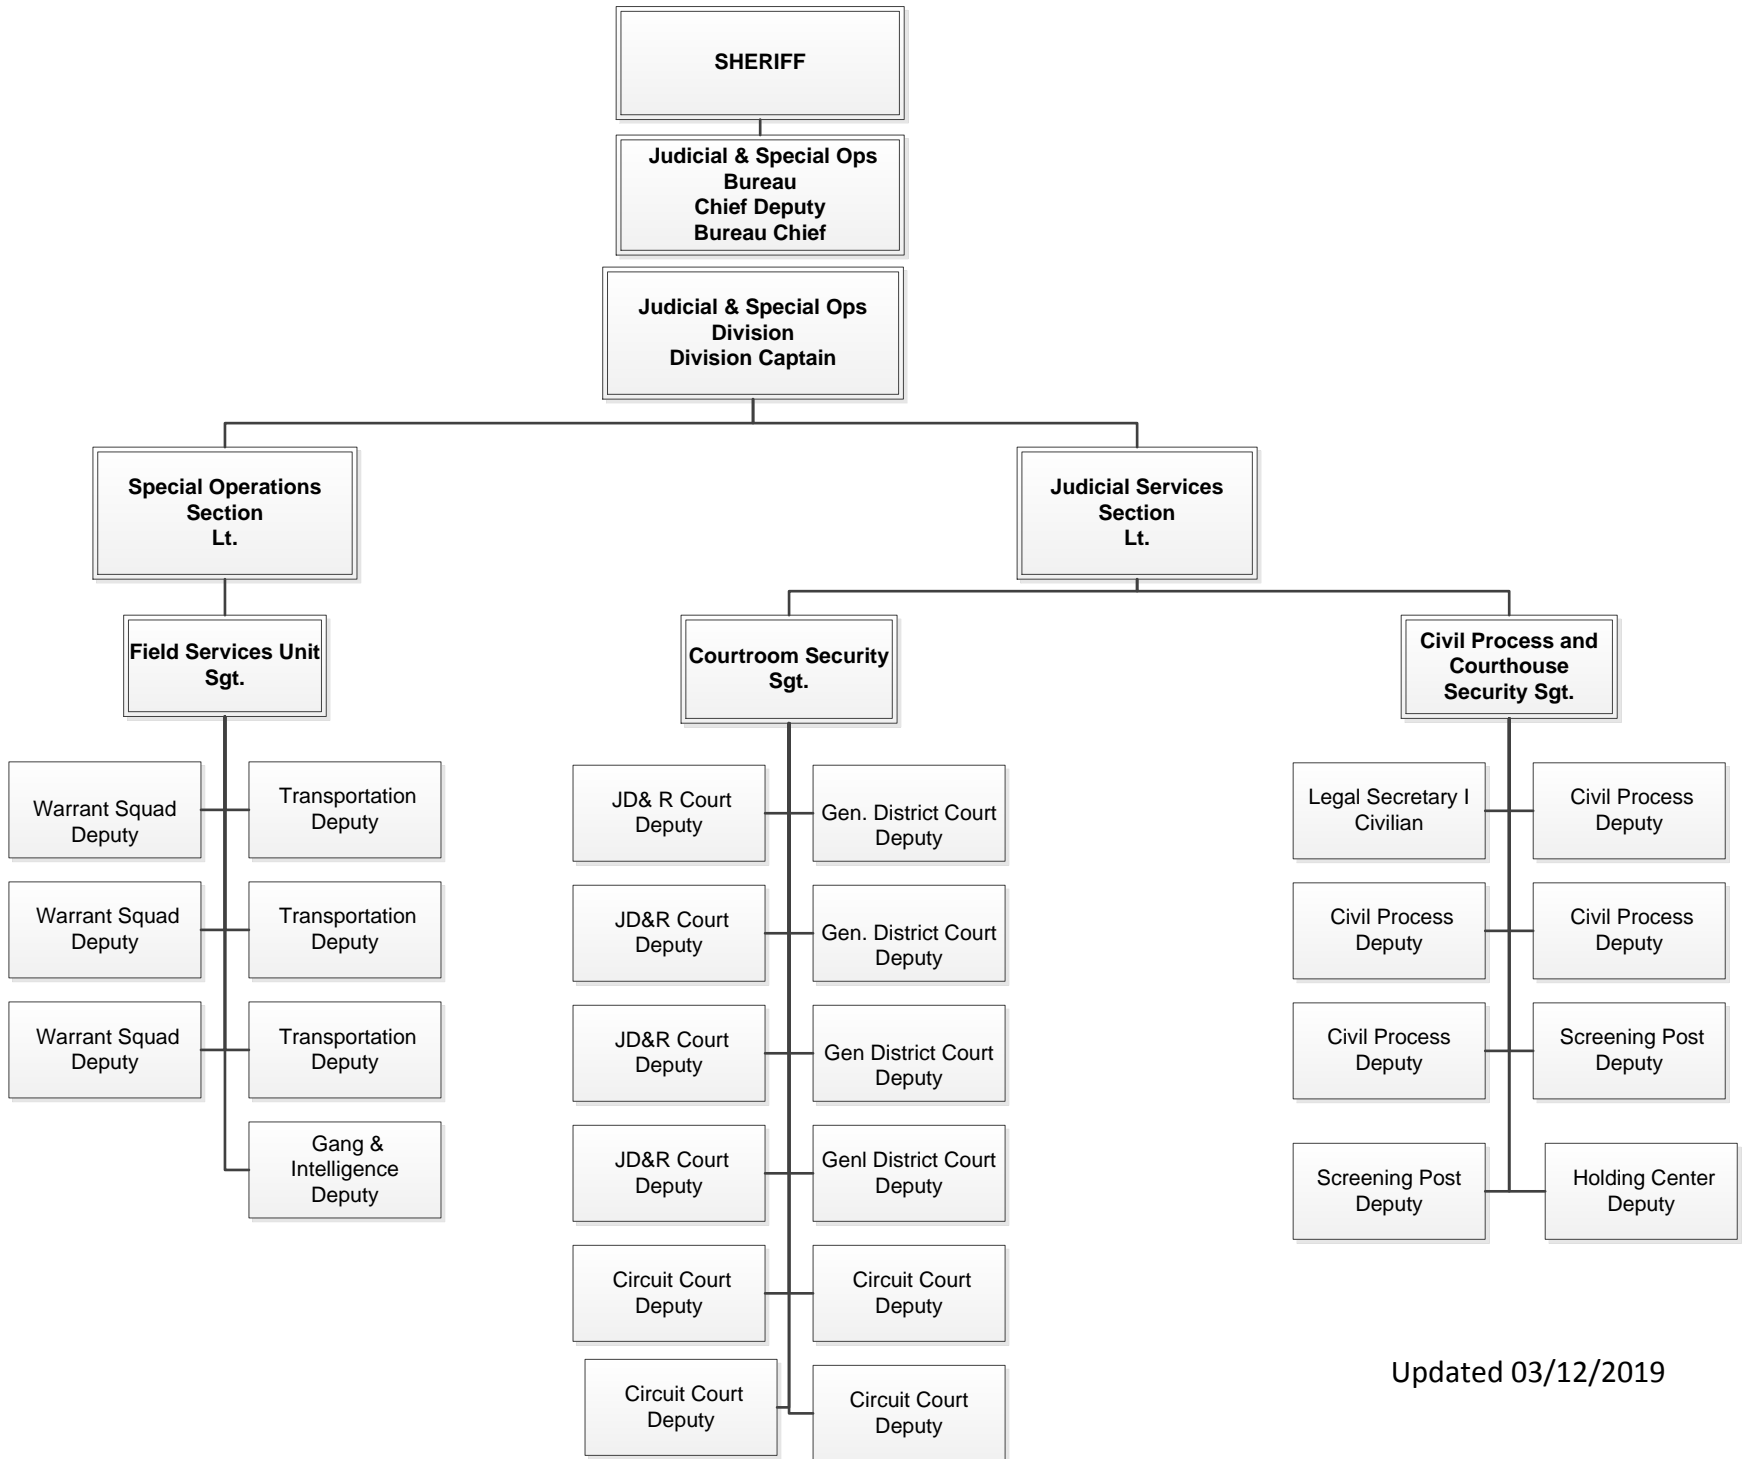 SHERIFF
Judicial & Special Ops
Bureau
Chief Deputy
Bureau Chief
Judicial & Special Ops
Division
Division Captain
Special Operations
Section
Lt.
Judicial Services
Section
Lt.
Field Services Unit
Sgt.
Courtroom Security
Sgt.
Civil Process and
Courthouse
Security Sgt.
Warrant Squad
Deputy
Transportation
Deputy
Warrant Squad
Deputy
Transportation
Deputy
Warrant Squad
Deputy
Transportation
Deputy
Gang &
Intelligence
Deputy
JD& R Court
Deputy
Gen. District Court
Deputy
JD&R Court
Deputy
Gen. District Court
Deputy
JD&R Court
Deputy
Gen District Court
Deputy
JD&R Court
Deputy
Genl District Court
Deputy
Circuit Court
Deputy
Circuit Court
Deputy
Circuit Court
Deputy
Circuit Court
Deputy
Legal Secretary I
Civilian
Civil Process
Deputy
Civil Process
Deputy
Civil Process
Deputy
Civil Process
Deputy
Screening Post
Deputy
Screening Post
Deputy
Holding Center
Deputy
Updated 03/12/2019